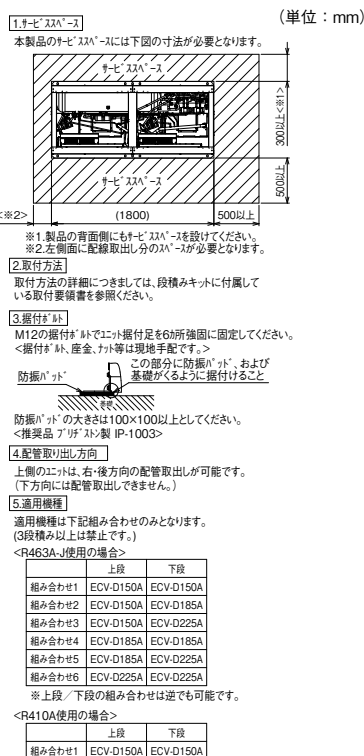 (単位：mm)
1.ｻｰﾋﾞｽｽﾍﾟｰｽ
本製品のｻｰﾋﾞｽｽﾍﾟｰｽには下図の寸法が必要となります。
ｻｰﾋﾞｽｽﾍﾟｰｽ
300以上<※1>
ｻｰﾋﾞｽｽﾍﾟｰｽ
500以上
<※2>
(1800)
500以上
※1.製品の背面側にもｻｰﾋﾞｽｽﾍﾟｰｽを設けてください。
※2.左側面に配線取出し分のｽﾍﾟｰｽが必要となります。
2.取付方法
取付方法の詳細につきましては、段積みキットに付属して
いる取付要領書を参照ください。
3.据付ﾎﾞﾙﾄ
M12の据付ﾎﾞﾙﾄでﾕﾆｯﾄ据付足を6ｶ所強固に固定してください。
<据付ﾎﾞﾙﾄ、座金、ﾅｯﾄ等は現地手配です。>
この部分に防振ﾊﾟｯﾄﾞ、および
防振ﾊﾟｯﾄﾞ
基礎がくるように据付けること
基礎
防振ﾊﾟｯﾄﾞの大きさは100×100以上としてください。
<推奨品 ﾌﾞﾘﾁﾞｽﾄﾝ製 IP-1003>
4.配管取り出し方向
上側のﾕﾆｯﾄは、右・後方向の配管取出しが可能です。
(下方向には配管取出しできません。)
5.適用機種
適用機種は下記組み合わせのみとなります。
(3段積み以上は禁止です。)
<R463A-J使用の場合>
上段 下段
組み合わせ1 ECV-D150A ECV-D150A
組み合わせ2 ECV-D150A ECV-D185A
組み合わせ3 ECV-D150A ECV-D225A
組み合わせ4 ECV-D185A ECV-D185A
組み合わせ5 ECV-D185A ECV-D225A
組み合わせ6 ECV-D225A ECV-D225A
※上段／下段の組み合わせは逆でも可能です。
<R410A使用の場合>
上段 下段
組み合わせ1 ECV-D150A ECV-D150A